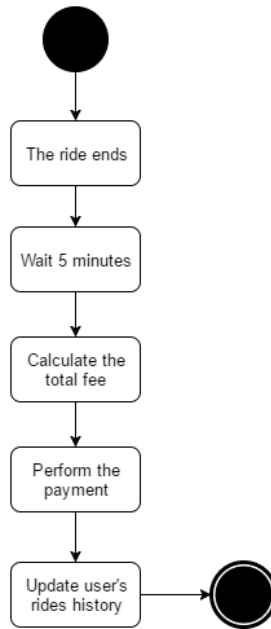 The ride ends
Wait 5 minutes
Calculate the
total fee
Perform the
payment
Update user's
rides history